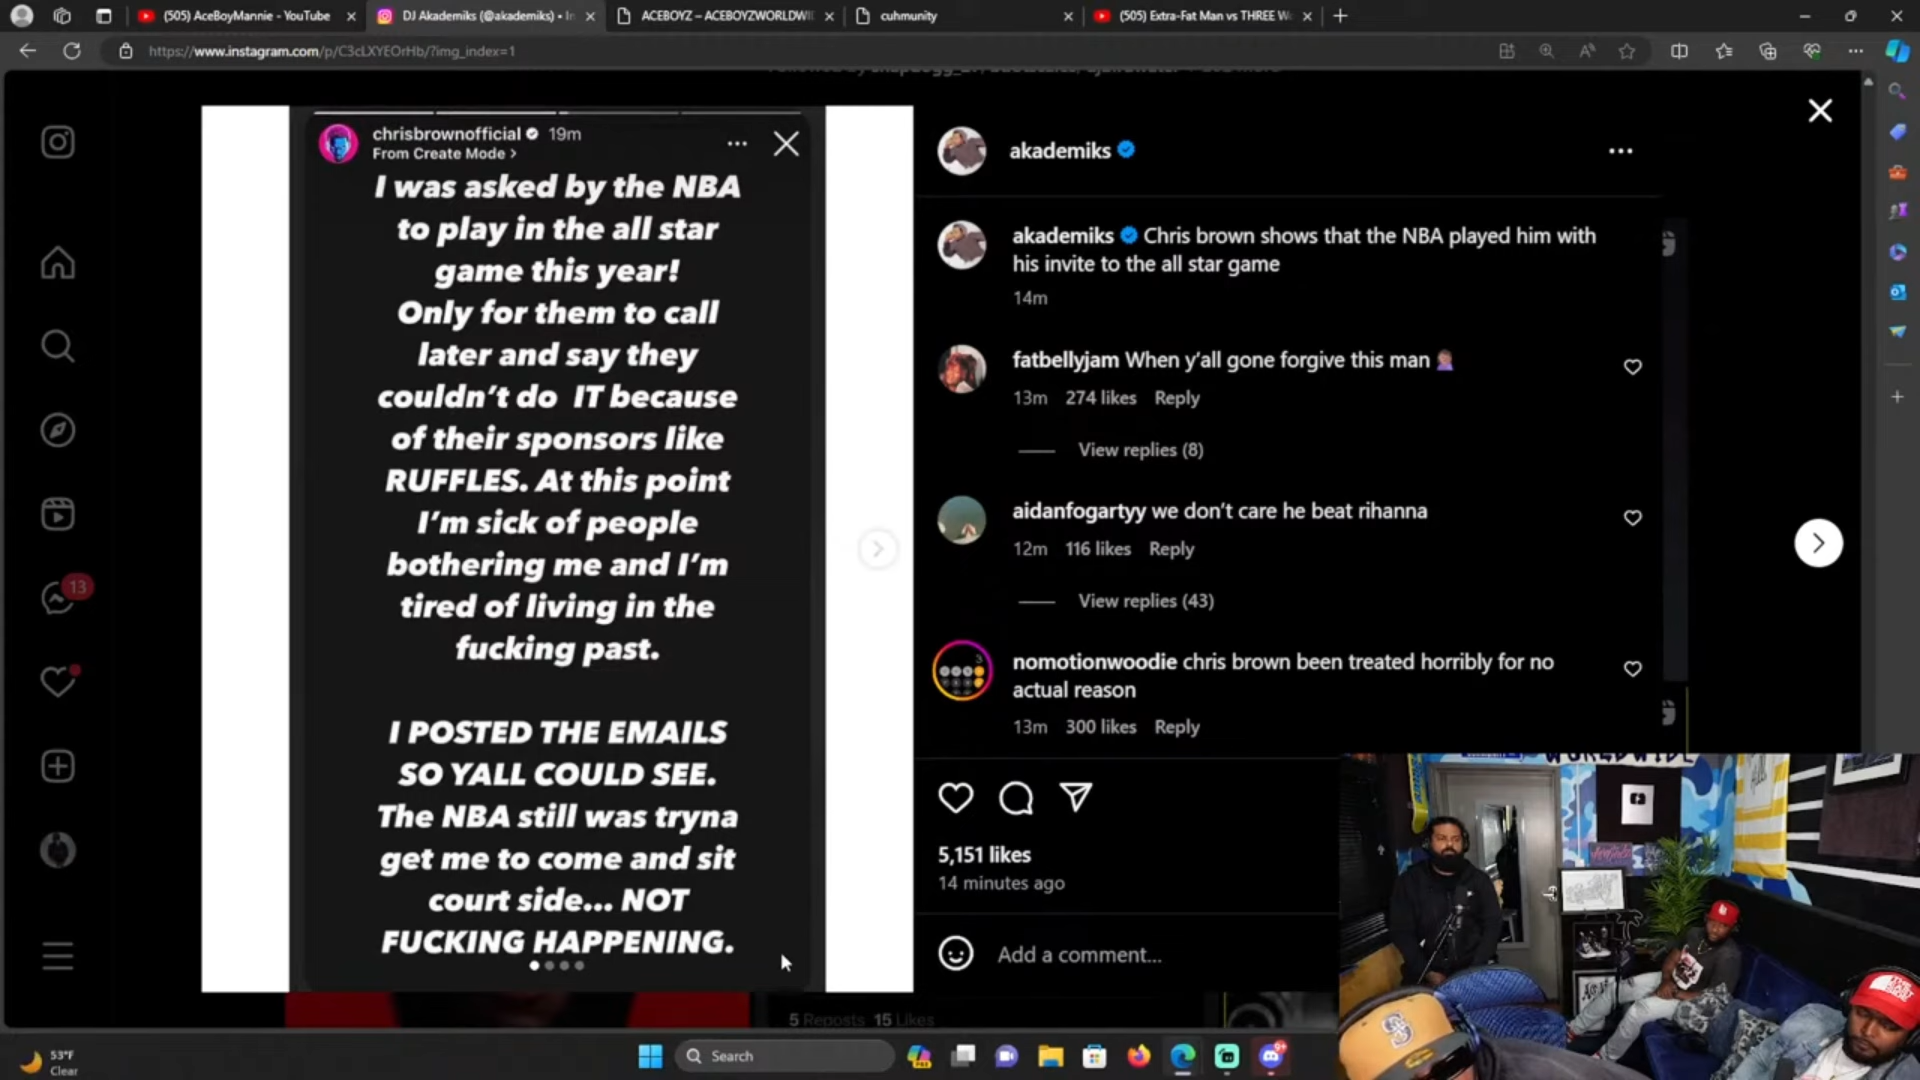 (505) AceBoyMannie - YouTube
DJ Akademiks (@akademiks) • In
ACEBOYZ – ACEBOYZWORLDWI
cuhmunity
(505) Extra-Fat Man vs THREE W
https://www.instagram.com/p/C3cLXYEOrHb/?img_index=1
chrisbrownofficial 19m
From Create Mode >
I was asked by the NBA
to play in the all star
game this year!
Only for them to call
later and say they
couldn't do IT because
of their sponsors like
RUFFLES. At this point
I'm sick of people
bothering me and I'm
tired of living in the
fucking past.
I POSTED THE EMAILS
SO YALL COULD SEE.
The NBA still was tryna
get me to come and sit
court side... NOT
FUCKING HAPPENING.
akademiks
akademiks Chris brown shows that the NBA played him with
his invite to the all star game
14m
fatbellyjam When y'all gone forgive this man
13m 274 likes Reply
View replies (8)
aidanfogartyy we don't care he beat rihanna
12m 116 likes Reply
View replies (43)
nomotionwoodie chris brown been treated horribly for no
actual reason
13m 300 likes Reply
5,151 likes
14 minutes ago
Add a comment...
13
5 Reposts 15 Likes
53°F
Clear
Search